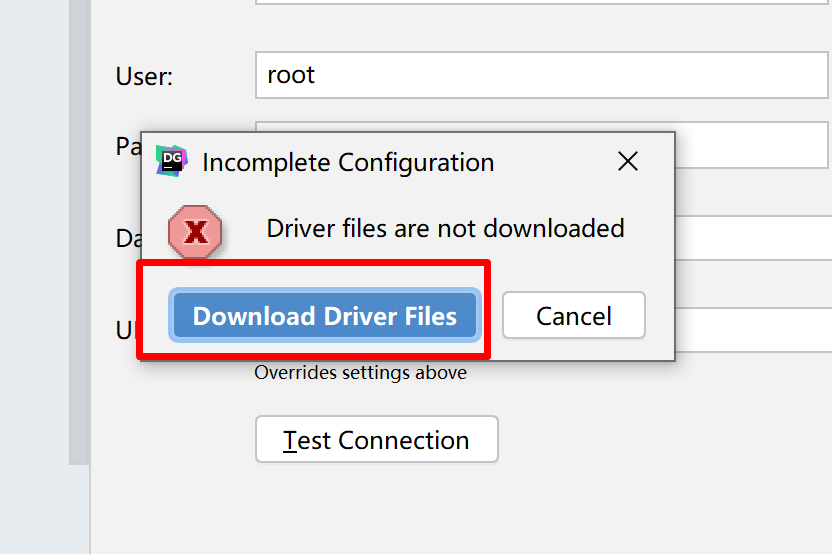 User:
root
Pa
DG
Incomplete Configuration
Driver files are not downloaded
Da
Download Driver Files
Cancel
Overrides settings above
Test Connection